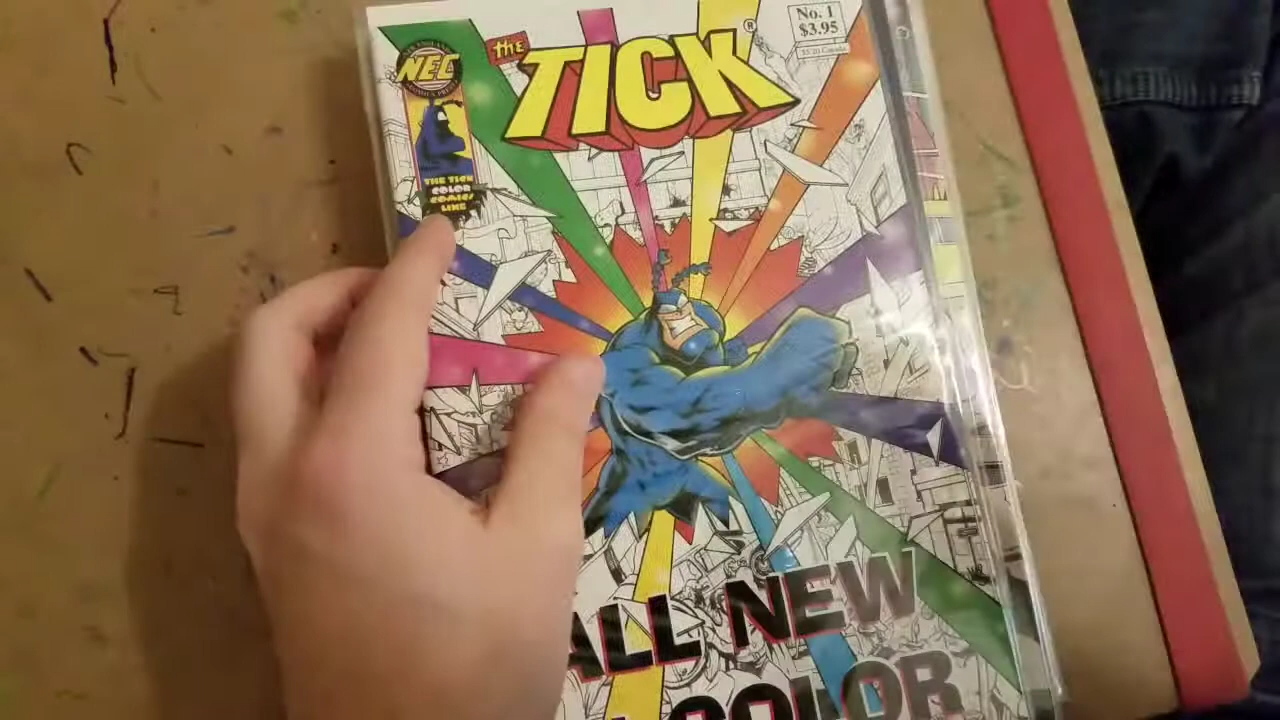 No. 1
$3.95
the
TICK
®
NEC
THE TICK
COLOR
COMICS
LINE
ALL NEW
COLOR